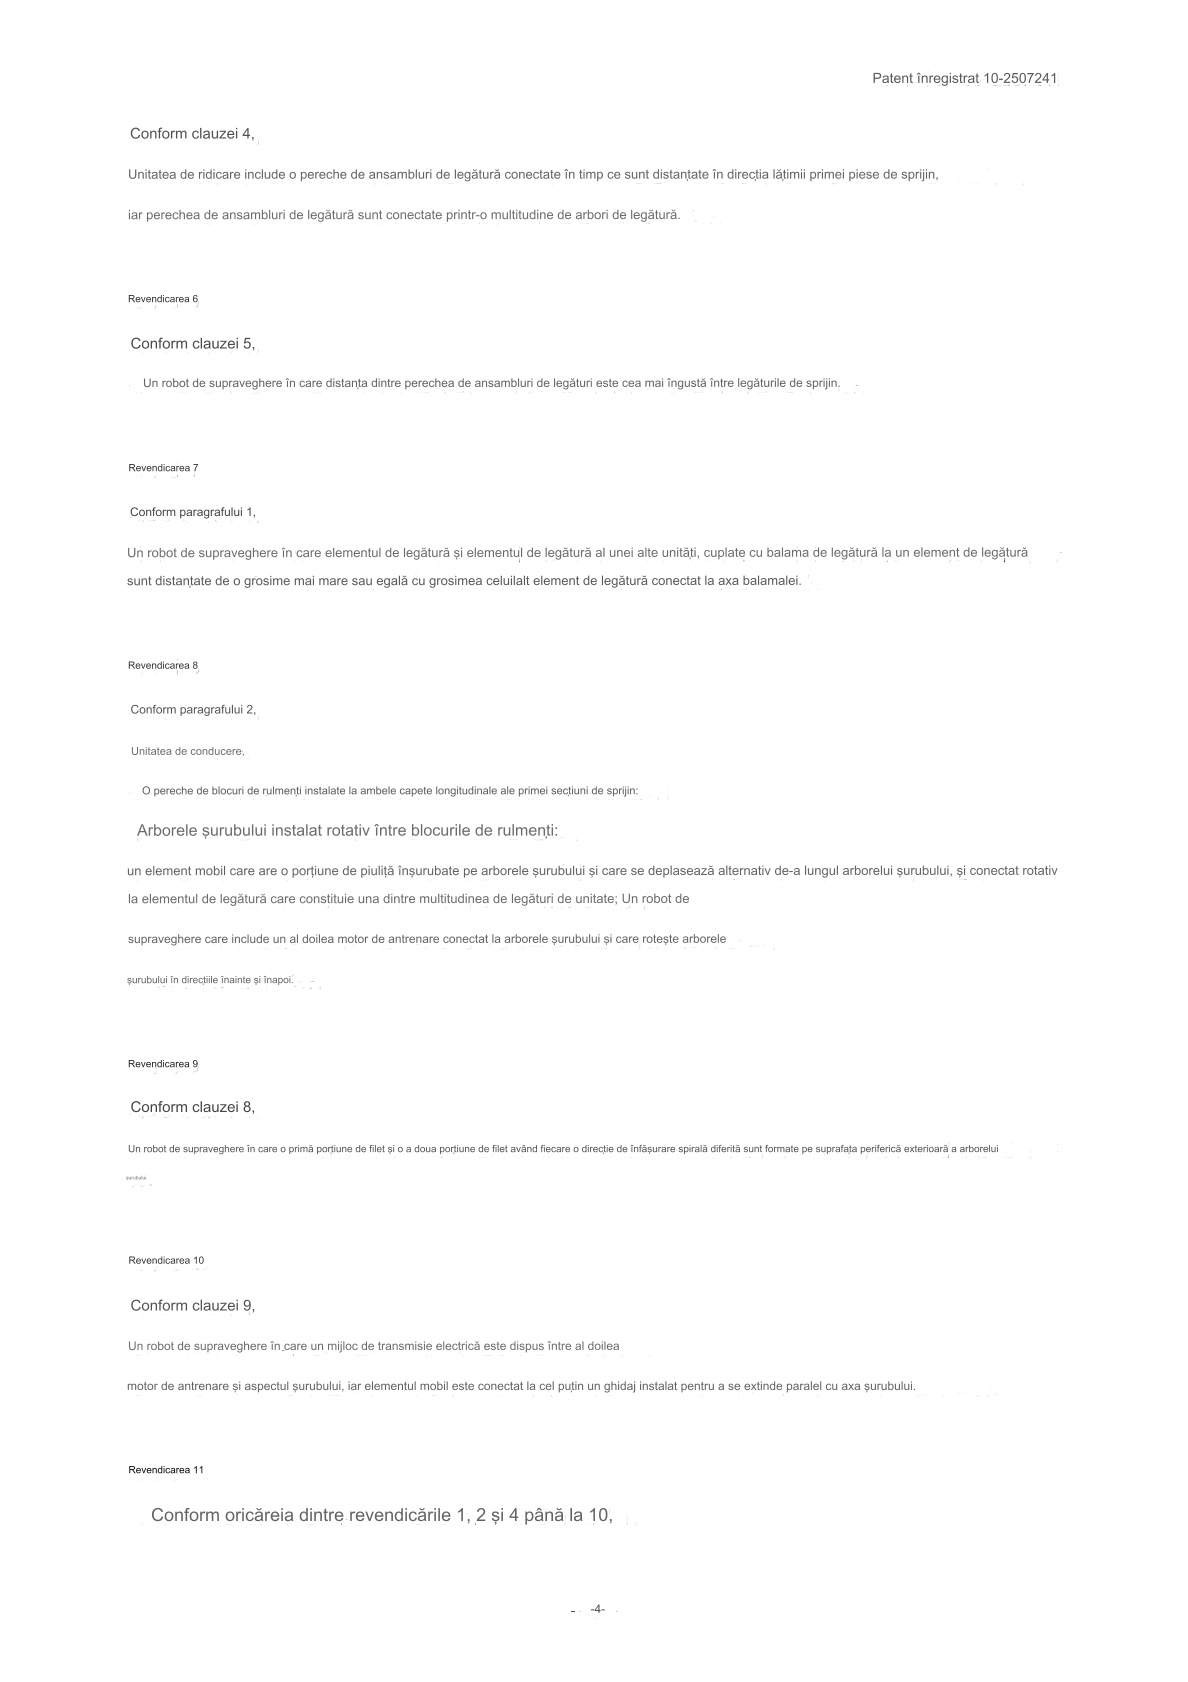 Patent înregistrat 10-2507241
Conform clauzei 4,
Unitatea de ridicare include o pereche de ansambluri de legătură conectate în timp ce sunt distanțate în direcția lățimii primei piese de sprijin,
iar perechea de ansambluri de legătură sunt conectate printr-o multitudine de arbori de legătură.
Revendicarea 6
Conform clauzei 5,
Un robot de supraveghere în care distanța dintre perechea de ansambluri de legături este cea mai îngustă între legăturile de sprijin.
Revendicarea 7
Conform paragrafului 1,
Un robot de supraveghere în care elementul de legătură și elementul de legătură al unei alte unități, cuplate cu balama de legătură la un element de legătură
sunt distanțate de o grosime mai mare sau egală cu grosimea celuilalt element de legătură conectat la axa balamalei.
Revendicarea 8
Conform paragrafului 2,
Unitatea de conducere,
O pereche de blocuri de rulmenți instalate la ambele capete longitudinale ale primei secțiuni de sprijin:
Arborele șurubului instalat rotativ între blocurile de rulmenți:
un element mobil care are o porțiune de piuliță înșurubate pe arborele șurubului și care se deplasează alternativ de-a lungul arborelui șurubului, și conectat rotativ
la elementul de legătură care constituie una dintre multitudinea de legături de unitate; Un robot de
supraveghere care include un al doilea motor de antrenare conectat la arborele șurubului și care rotește arborele
șurubului în direcțiile înainte și înapoi.
Revendicarea 9
Conform clauzei 8,
Un robot de supraveghere în care o primă porțiune de filet și o a doua porțiune de filet având fiecare o direcție de înfășurare spirală diferită sunt formate pe suprafața periferică exterioară a arborelui
șurubului.
Revendicarea 10
Conform clauzei 9,
Un robot de supraveghere în care un mijloc de transmisie electrică este dispus între al doilea
motor de antrenare și aspectul șurubului, iar elementul mobil este conectat la cel puțin un ghidaj instalat pentru a se extinde paralel cu axa șurubului.
Revendicarea 11
Conform oricăreia dintre revendicările 1, 2 și 4 până la 10,
-4-